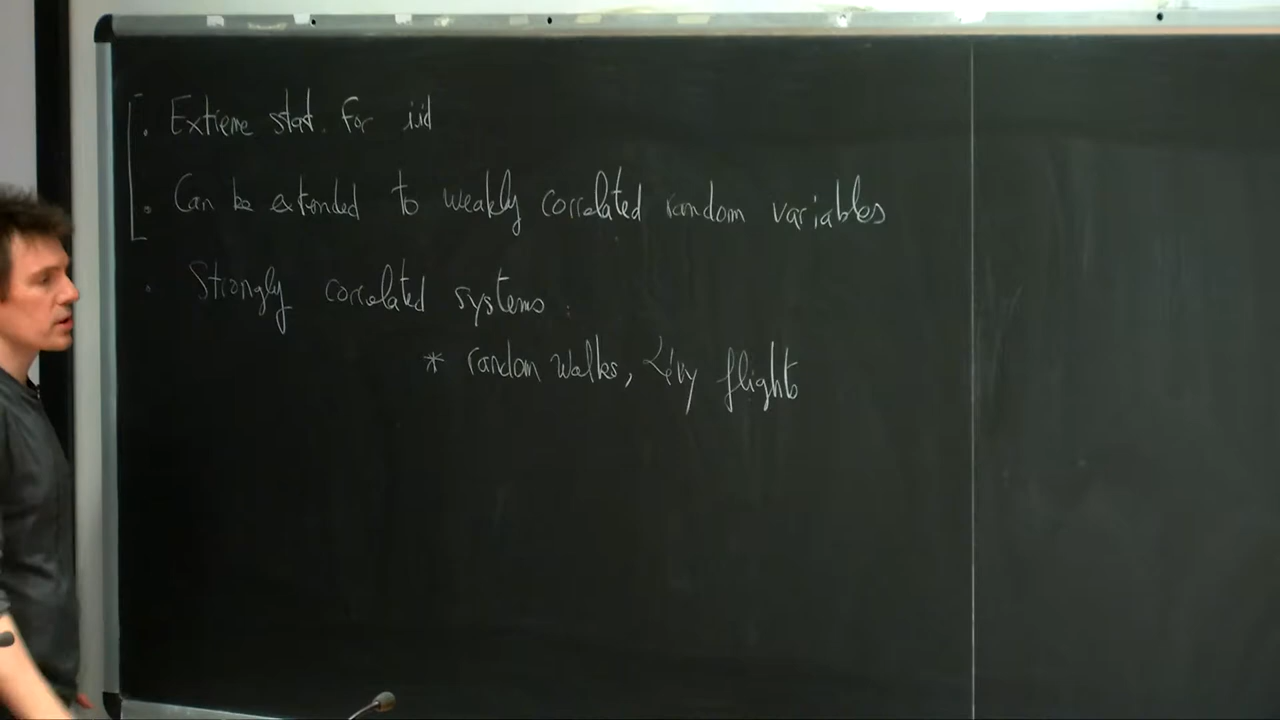 . Extreme stat. for iid
. Can be extended to weakly correlated random variables
. Strongly correlated systems :
* random walks, Lévy flights